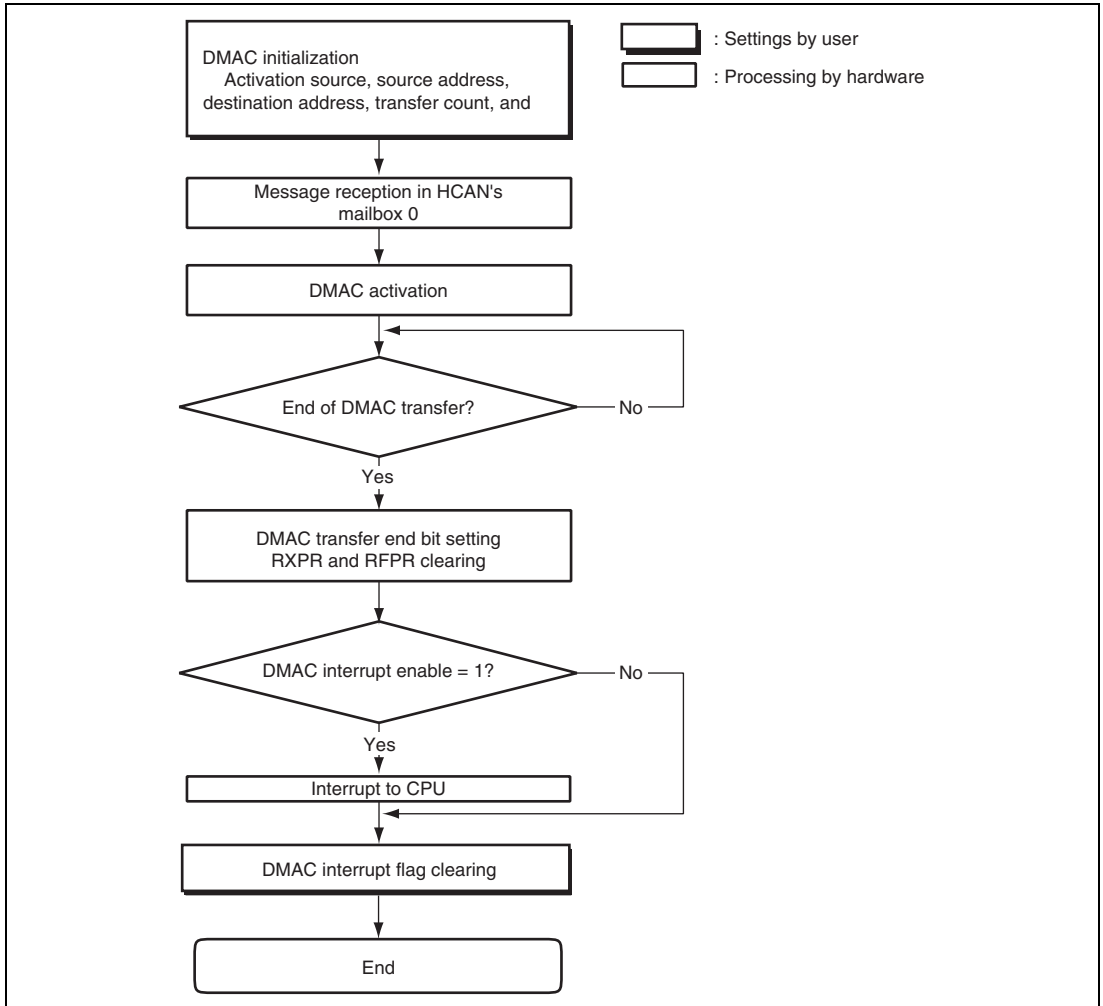 DMAC initialization
Activation source, source address,
destination address, transfer count, and
: Settings by user
: Processing by hardware
Message reception in HCAN's
mailbox 0
DMAC activation
End of DMAC transfer?
No
Yes
DMAC transfer end bit setting
RXPR and RFPR clearing
DMAC interrupt enable = 1?
No
Yes
Interrupt to CPU
DMAC interrupt flag clearing
End